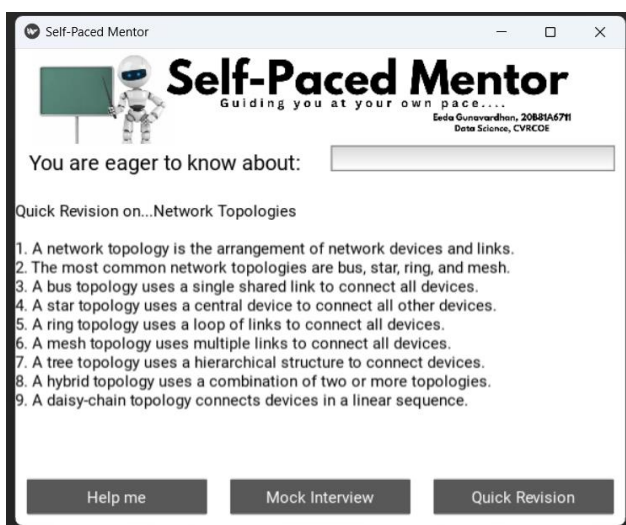 Self-Paced Mentor
Self-Paced Mentor
Guiding you at your own pace....
Eeda Gunavardhan, 20B81A6711
Data Science, CVRCOE
You are eager to know about:
Quick Revision on...Network Topologies
1. A network topology is the arrangement of network devices and links.
2. The most common network topologies are bus, star, ring, and mesh.
3. A bus topology uses a single shared link to connect all devices.
4. A star topology uses a central device to connect all other devices.
5. A ring topology uses a loop of links to connect all devices.
6. A mesh topology uses multiple links to connect all devices.
7. A tree topology uses a hierarchical structure to connect devices.
8. A hybrid topology uses a combination of two or more topologies.
9. A daisy-chain topology connects devices in a linear sequence.
Help me
Mock Interview
Quick Revision